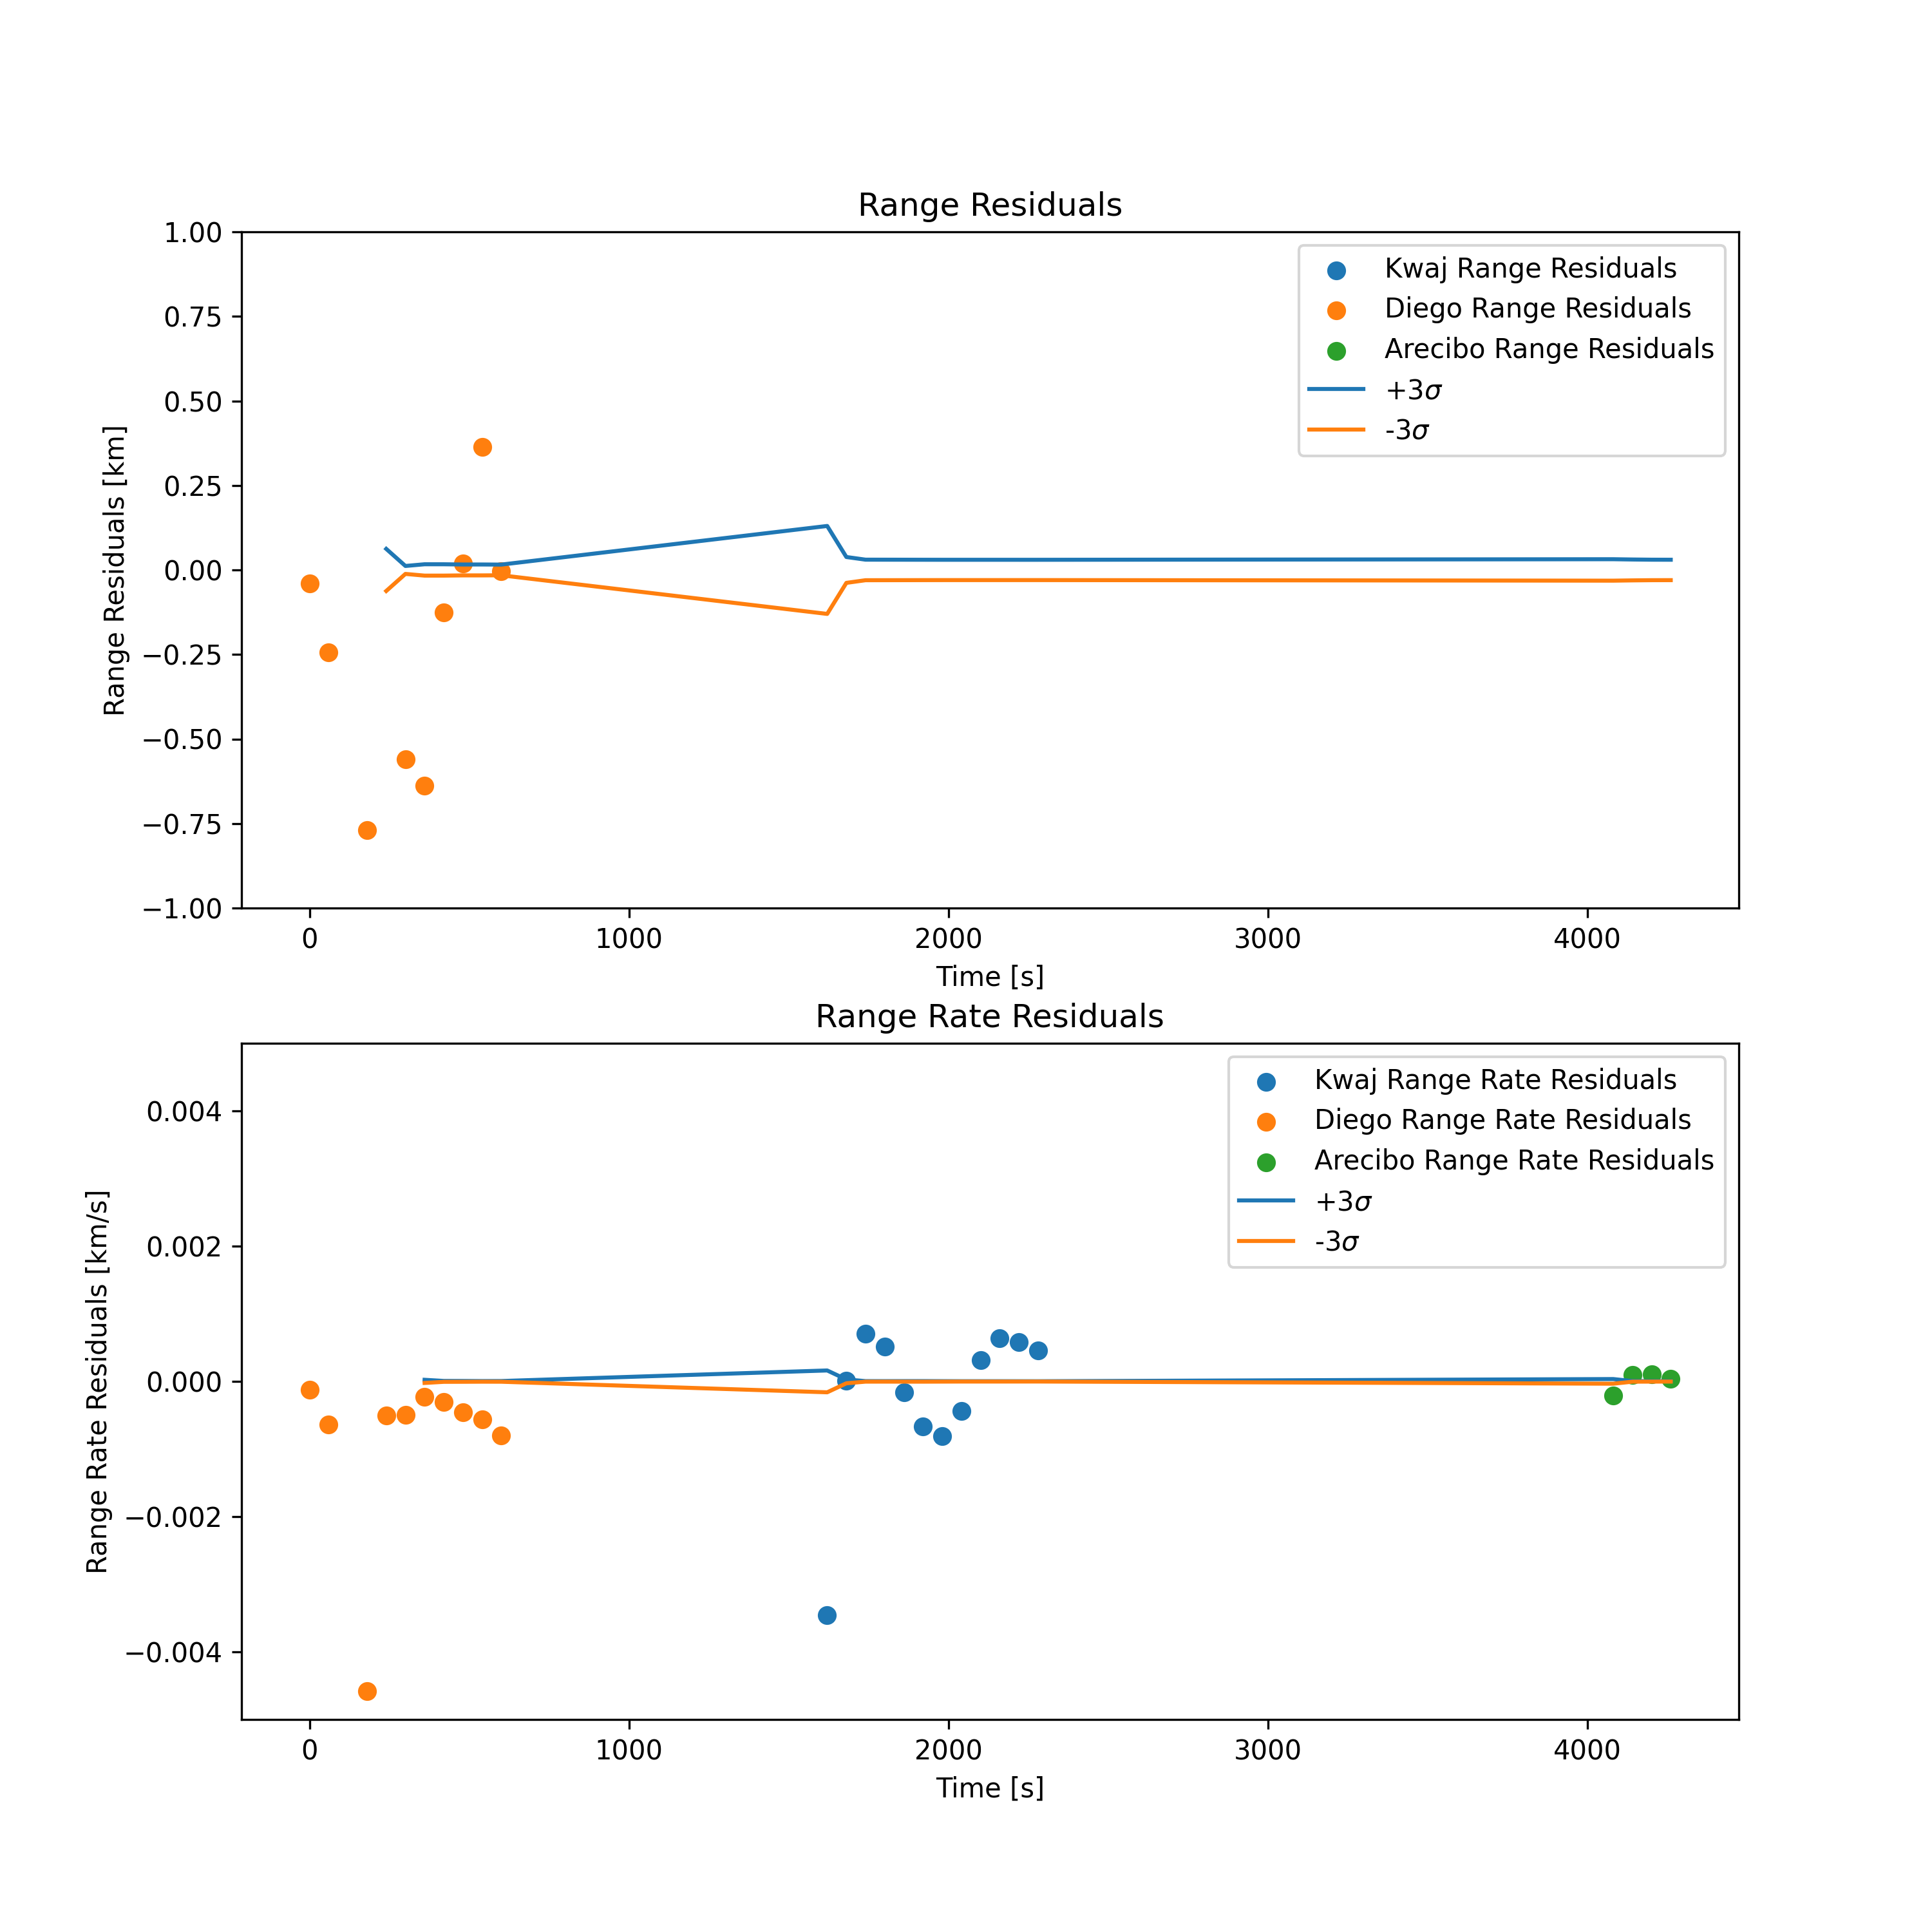 Range Residuals
1.00
0.75
0.50
0.25
0.00
−0.25
−0.50
−0.75
−1.00
Range Residuals [km]
Kwaj Range Residuals
Diego Range Residuals
Arecibo Range Residuals
+3σ
-3σ
0 1000 2000 3000 4000
Time [s]
Range Rate Residuals
0.004
0.002
0.000
−0.002
−0.004
Range Rate Residuals [km/s]
Kwaj Range Rate Residuals
Diego Range Rate Residuals
Arecibo Range Rate Residuals
+3σ
-3σ
0 1000 2000 3000 4000
Time [s]